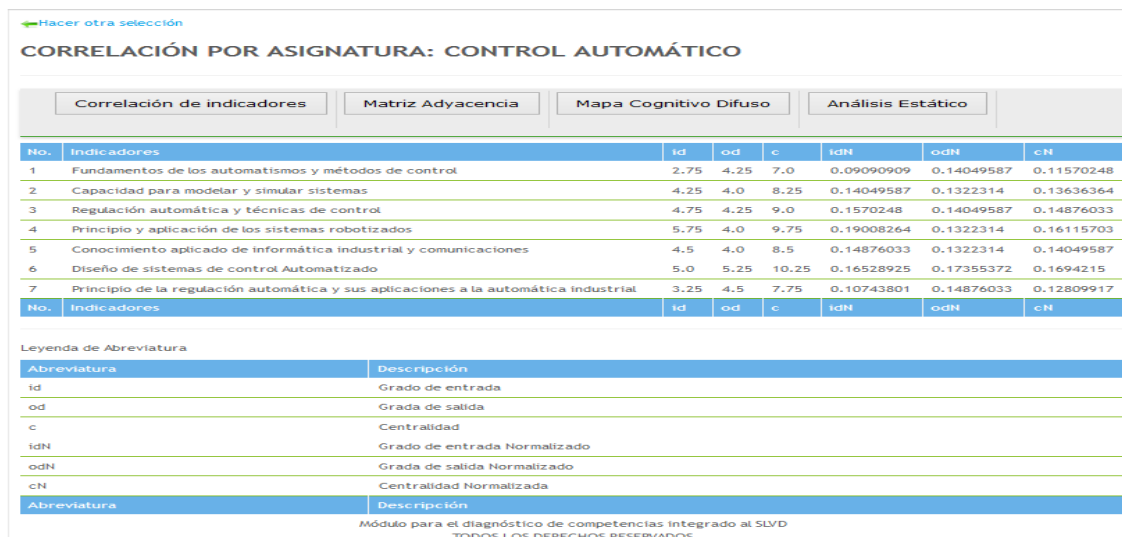 Hacer otra selección
CORRELACIÓN POR ASIGNATURA: CONTROL AUTOMÁTICO
Correlación de indicadores Matriz Adyacencia Mapa Cognitivo Difuso Análisis Estático
No. Indicadores id od c idN odN cN
1 Fundamentos de los automatismos y métodos de control 2.75 4.25 7.0 0.09090909 0.14049587 0.11570248
2 Capacidad para modelar y simular sistemas 4.25 4.0 8.25 0.14049587 0.1322314 0.13636364
3 Regulación automática y técnicas de control 4.75 4.25 9.0 0.1570248 0.14049587 0.14876033
4 Principio y aplicación de los sistemas robotizados 5.75 4.0 9.75 0.19008264 0.1322314 0.16115703
5 Conocimiento aplicado de informática industrial y comunicaciones 4.5 4.0 8.5 0.14876033 0.1322314 0.14049587
6 Diseño de sistemas de control Automatizado 5.0 5.25 10.25 0.16528925 0.17355372 0.1694215
7 Principio de la regulación automática y sus aplicaciones a la automática industrial 3.25 4.5 7.75 0.10743801 0.14876033 0.12809917
No. Indicadores id od c idN odN cN
Leyenda de Abreviatura
Abreviatura Descripción
id Grado de entrada
od Grada de salida
c Centralidad
idN Grado de entrada Normalizado
odN Grada de salida Normalizado
cN Centralidad Normalizada
Abreviatura Descripción
Módulo para el diagnóstico de competencias integrado al SLVD
TODOS LOS DERECHOS RESERVADOS